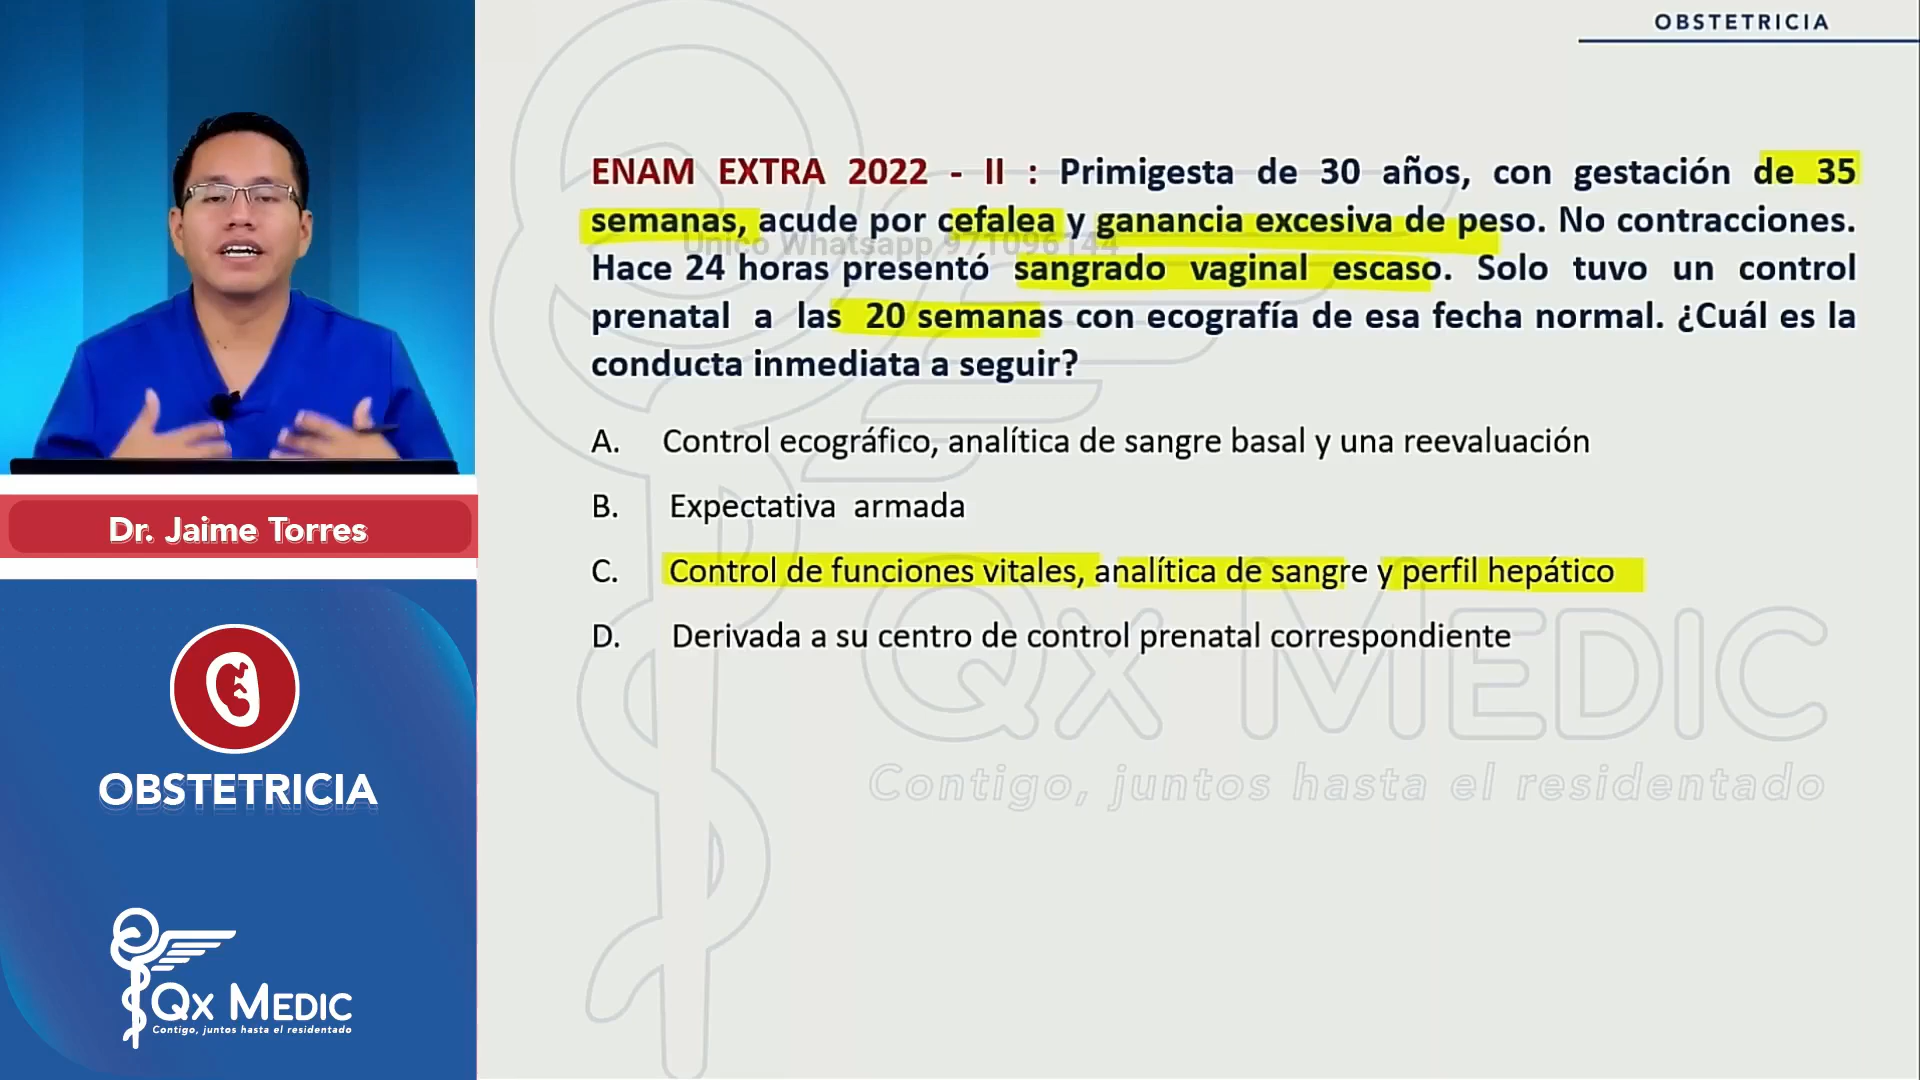 OBSTETRICIA
ENAM EXTRA 2022 - II : Primigesta de 30 años, con gestación de 35
semanas, acude por cefalea y ganancia excesiva de peso. No contracciones.
Unico Whatsapp 971096144
Hace 24 horas presentó sangrado vaginal escaso. Solo tuvo un control
prenatal a las 20 semanas con ecografía de esa fecha normal. ¿Cuál es la
conducta inmediata a seguir?
A. Control ecográfico, analítica de sangre basal y una reevaluación
B. Expectativa armada
C. Control de funciones vitales, analítica de sangre y perfil hepático
D. Derivada a su centro de control prenatal correspondiente
QX MEDIC
Contigo, juntos hasta el residentado
Dr. Jaime Torres
OBSTETRICIA
QX MEDIC
Contigo, juntos hasta el residentado